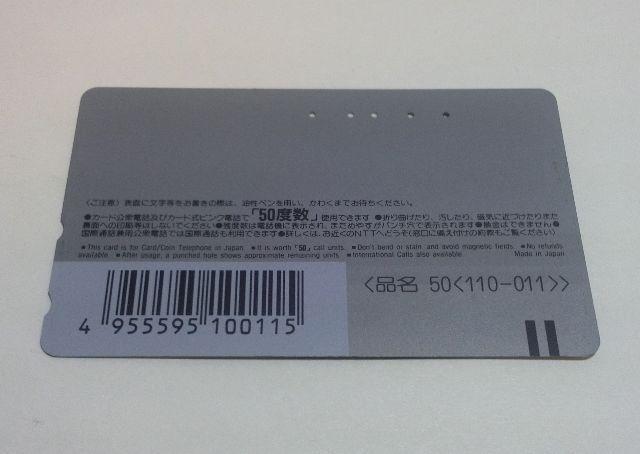 〈ご注意〉表面に文字等をお書きの際は、油性ペンを用い、かわくまでお待ちください。
●カード公衆電話及びカード式ピンク電話で「50度数」使用できます ●折り曲げたり、汚したり、磁気に近づけたりまた
裏面への印刷等はしないでください●残度数は電話機に表示され、まためやすがパンチ穴で表示されます●換金はできません●
国際通話兼用公衆電話では国際通話も利用できます●詳しくは、お近くのNTTへどうぞ(窓口に備え付けの約款もご覧ください)
●This card is for Card/Coin Telephone in Japan. ●It is worth「50」call units. ●Don't bend or stain, and avoid magnetic fields. ●No refunds
available. ●After usage, a punched hole shows approximate remaining units. ●International Calls also available. Made in Japan
〈品名 50〈110-011〉〉
4 955595 100115